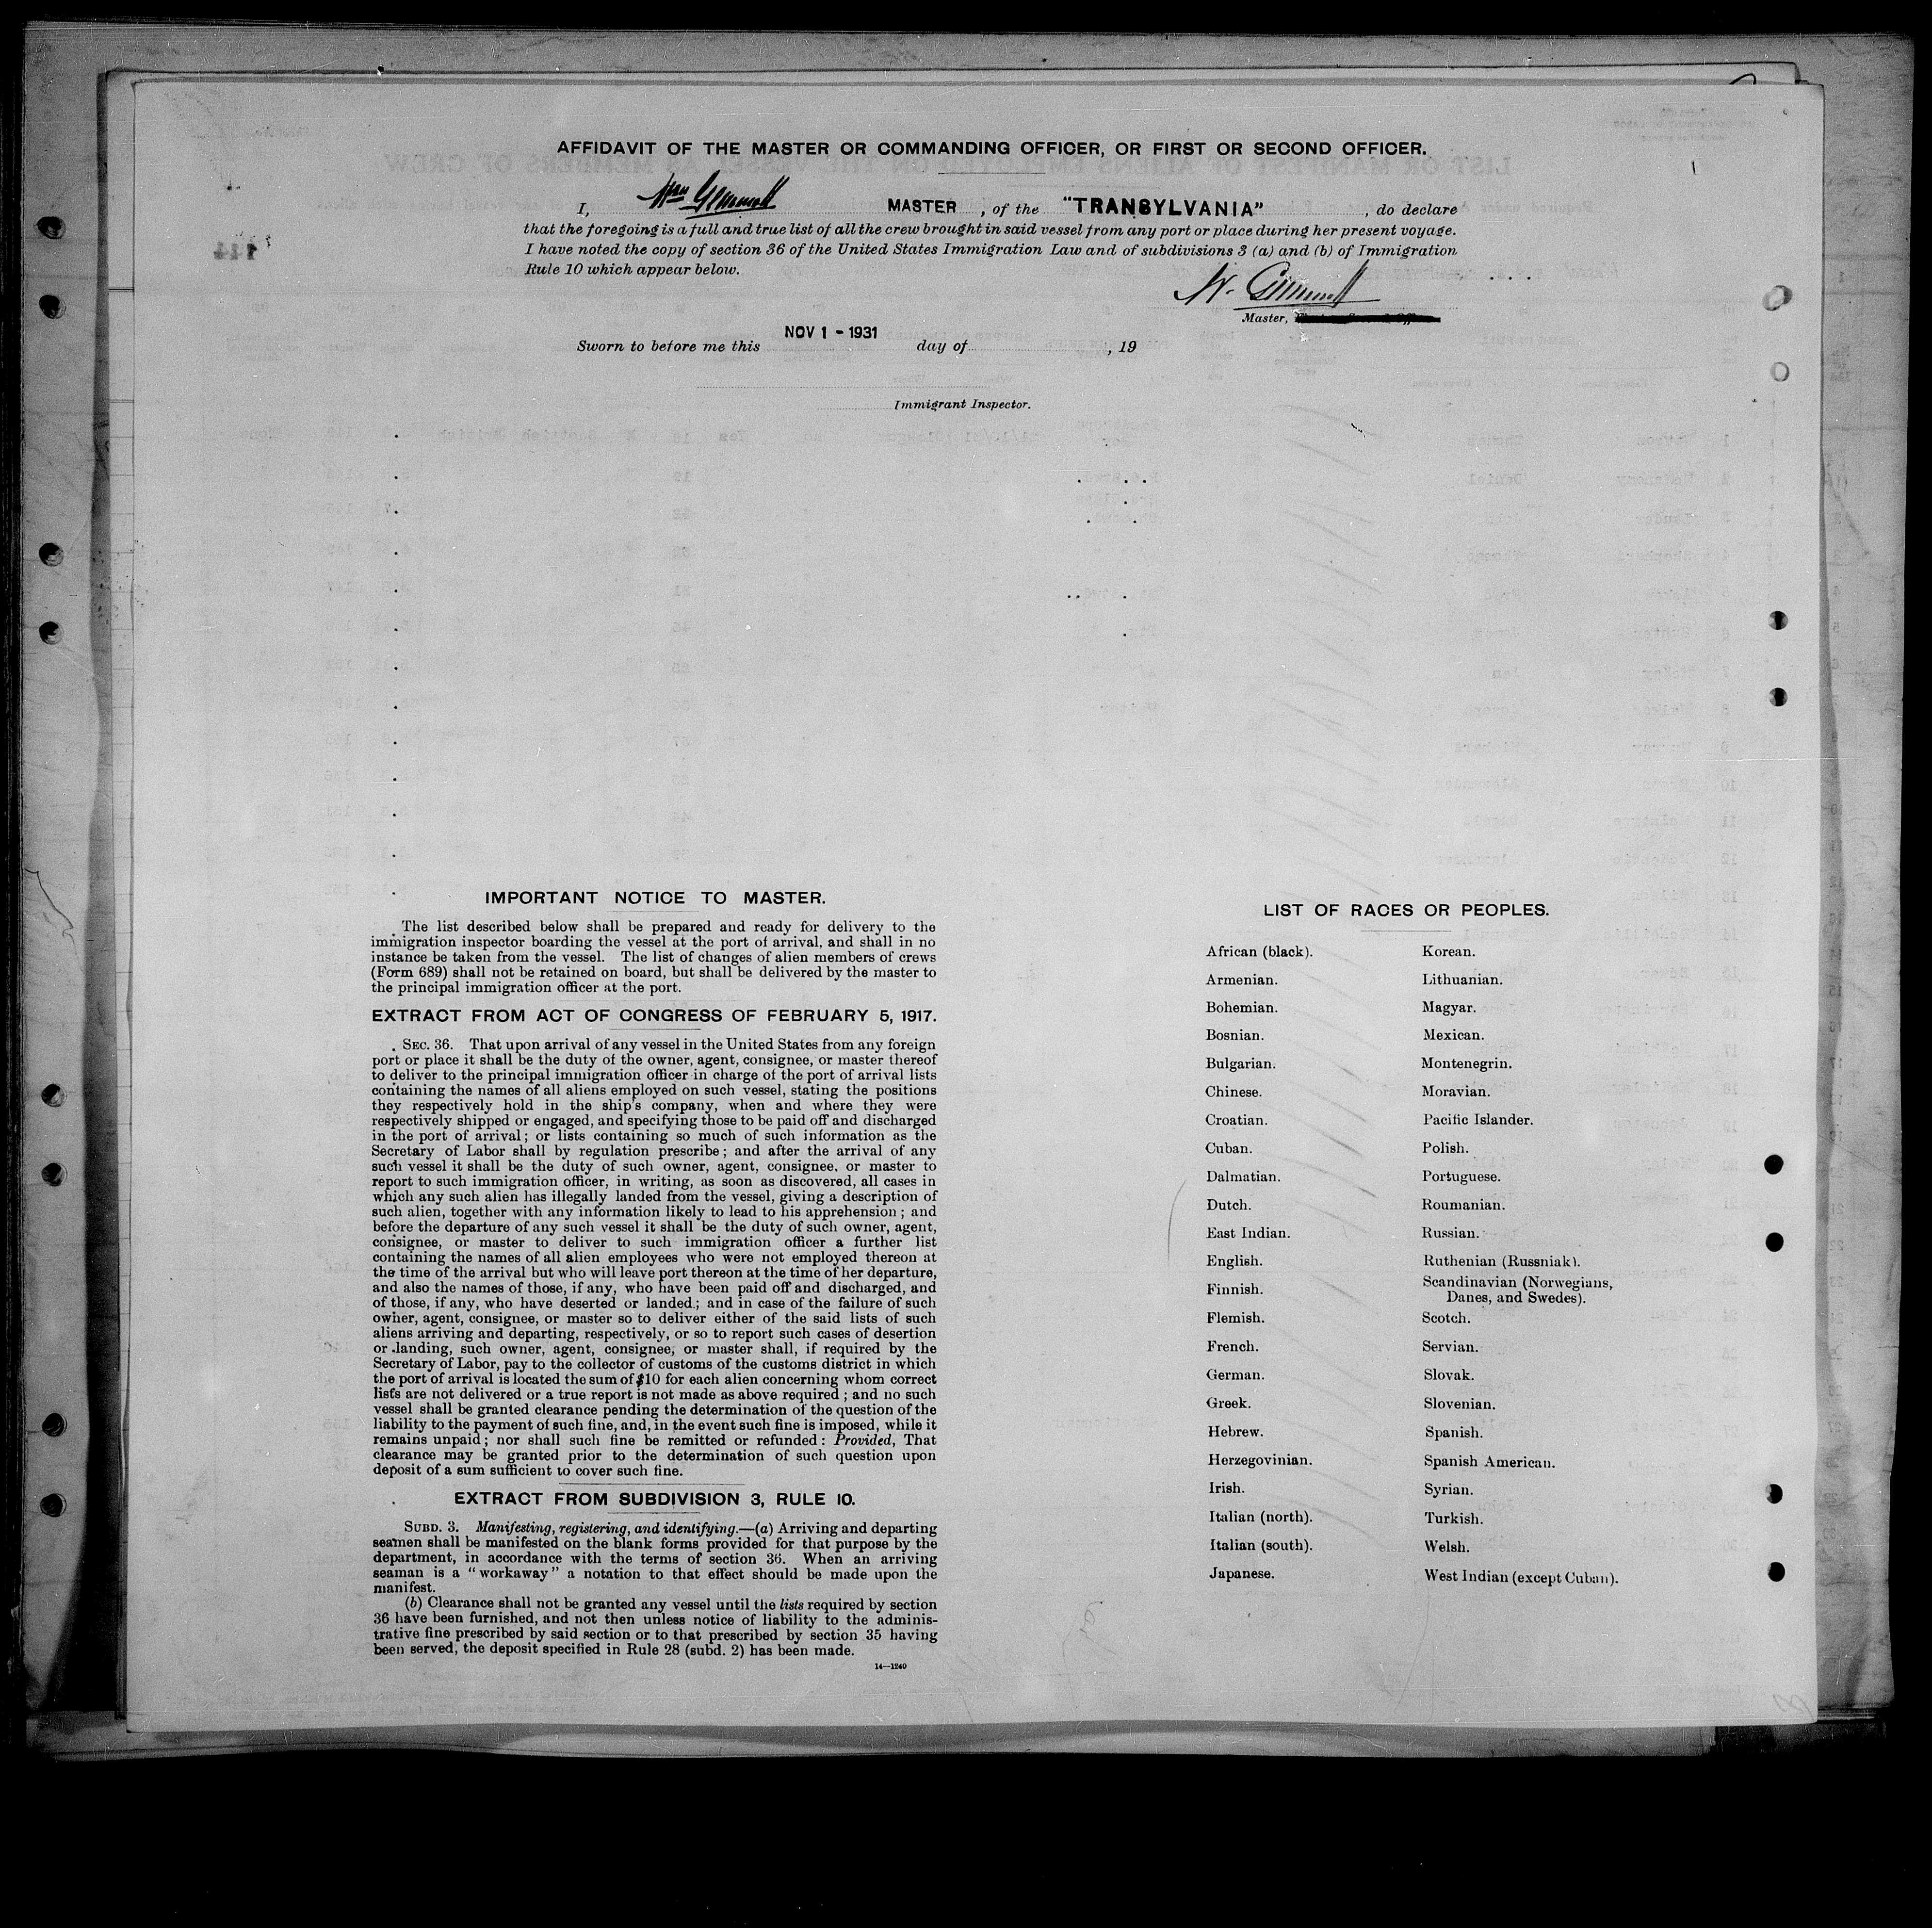 AFFIDAVIT OF THE MASTER OR COMMANDING OFFICER, OR FIRST OR SECOND OFFICER.
I, Wm Gemmell MASTER, of the "TRANSYLVANIA", do declare
that the foregoing is a full and true list of all the crew brought in said vessel from any port or place during her present voyage.
I have noted the copy of section 36 of the United States Immigration Law and of subdivisions 3 (a) and (b) of Immigration
Rule 10 which appear below.
W. Gemmell
Master,
NOV 1 - 1931
Sworn to before me this day of , 19
Immigrant Inspector.
IMPORTANT NOTICE TO MASTER.
The list described below shall be prepared and ready for delivery to the
immigration inspector boarding the vessel at the port of arrival, and shall in no
instance be taken from the vessel. The list of changes of alien members of crews
(Form 689) shall not be retained on board, but shall be delivered by the master to
the principal immigration officer at the port.
EXTRACT FROM ACT OF CONGRESS OF FEBRUARY 5, 1917.
SEC. 36. That upon arrival of any vessel in the United States from any foreign
port or place it shall be the duty of the owner, agent, consignee, or master thereof
to deliver to the principal immigration officer in charge of the port of arrival lists
containing the names of all aliens employed on such vessel, stating the positions
they respectively hold in the ship's company, when and where they were
respectively shipped or engaged, and specifying those to be paid off and discharged
in the port of arrival; or lists containing so much of such information as the
Secretary of Labor shall by regulation prescribe; and after the arrival of any
such vessel it shall be the duty of such owner, agent, consignee, or master to
report to such immigration officer, in writing, as soon as discovered, all cases in
which any such alien has illegally landed from the vessel, giving a description of
such alien, together with any information likely to lead to his apprehension; and
before the departure of any such vessel it shall be the duty of such owner, agent,
consignee, or master to deliver to such immigration officer a further list
containing the names of all alien employees who were not employed thereon at
the time of the arrival but who will leave port thereon at the time of her departure,
and also the names of those, if any, who have been paid off and discharged, and
of those, if any, who have deserted or landed; and in case of the failure of such
owner, agent, consignee, or master so to deliver either of the said lists of such
aliens arriving and departing, respectively, or so to report such cases of desertion
or landing, such owner, agent, consignee, or master shall, if required by the
Secretary of Labor, pay to the collector of customs of the customs district in which
the port of arrival is located the sum of $10 for each alien concerning whom correct
lists are not delivered or a true report is not made as above required; and no such
vessel shall be granted clearance pending the determination of the question of the
liability to the payment of such fine, and, in the event such fine is imposed, while it
remains unpaid; nor shall such fine be remitted or refunded: Provided, That
clearance may be granted prior to the determination of such question upon
deposit of a sum sufficient to cover such fine.
EXTRACT FROM SUBDIVISION 3, RULE 10.
SUBD. 3. Manifesting, registering, and identifying.—(a) Arriving and departing
seamen shall be manifested on the blank forms provided for that purpose by the
department, in accordance with the terms of section 36. When an arriving
seaman is a "workaway" a notation to that effect should be made upon the
manifest.
(b) Clearance shall not be granted any vessel until the lists required by section
36 have been furnished, and not then unless notice of liability to the adminis-
trative fine prescribed by said section or to that prescribed by section 35 having
been served, the deposit specified in Rule 28 (subd. 2) has been made.
14—1240
LIST OF RACES OR PEOPLES.
African (black).
Armenian.
Bohemian.
Bosnian.
Bulgarian.
Chinese.
Croatian.
Cuban.
Dalmatian.
Dutch.
East Indian.
English.
Finnish.
Flemish.
French.
German.
Greek.
Hebrew.
Herzegovinian.
Irish.
Italian (north).
Italian (south).
Japanese.
Korean.
Lithuanian.
Magyar.
Mexican.
Montenegrin.
Moravian.
Pacific Islander.
Polish.
Portuguese.
Roumanian.
Russian.
Ruthenian (Russniak).
Scandinavian (Norwegians,
Danes, and Swedes).
Scotch.
Servian.
Slovak.
Slovenian.
Spanish.
Spanish American.
Syrian.
Turkish.
Welsh.
West Indian (except Cuban).